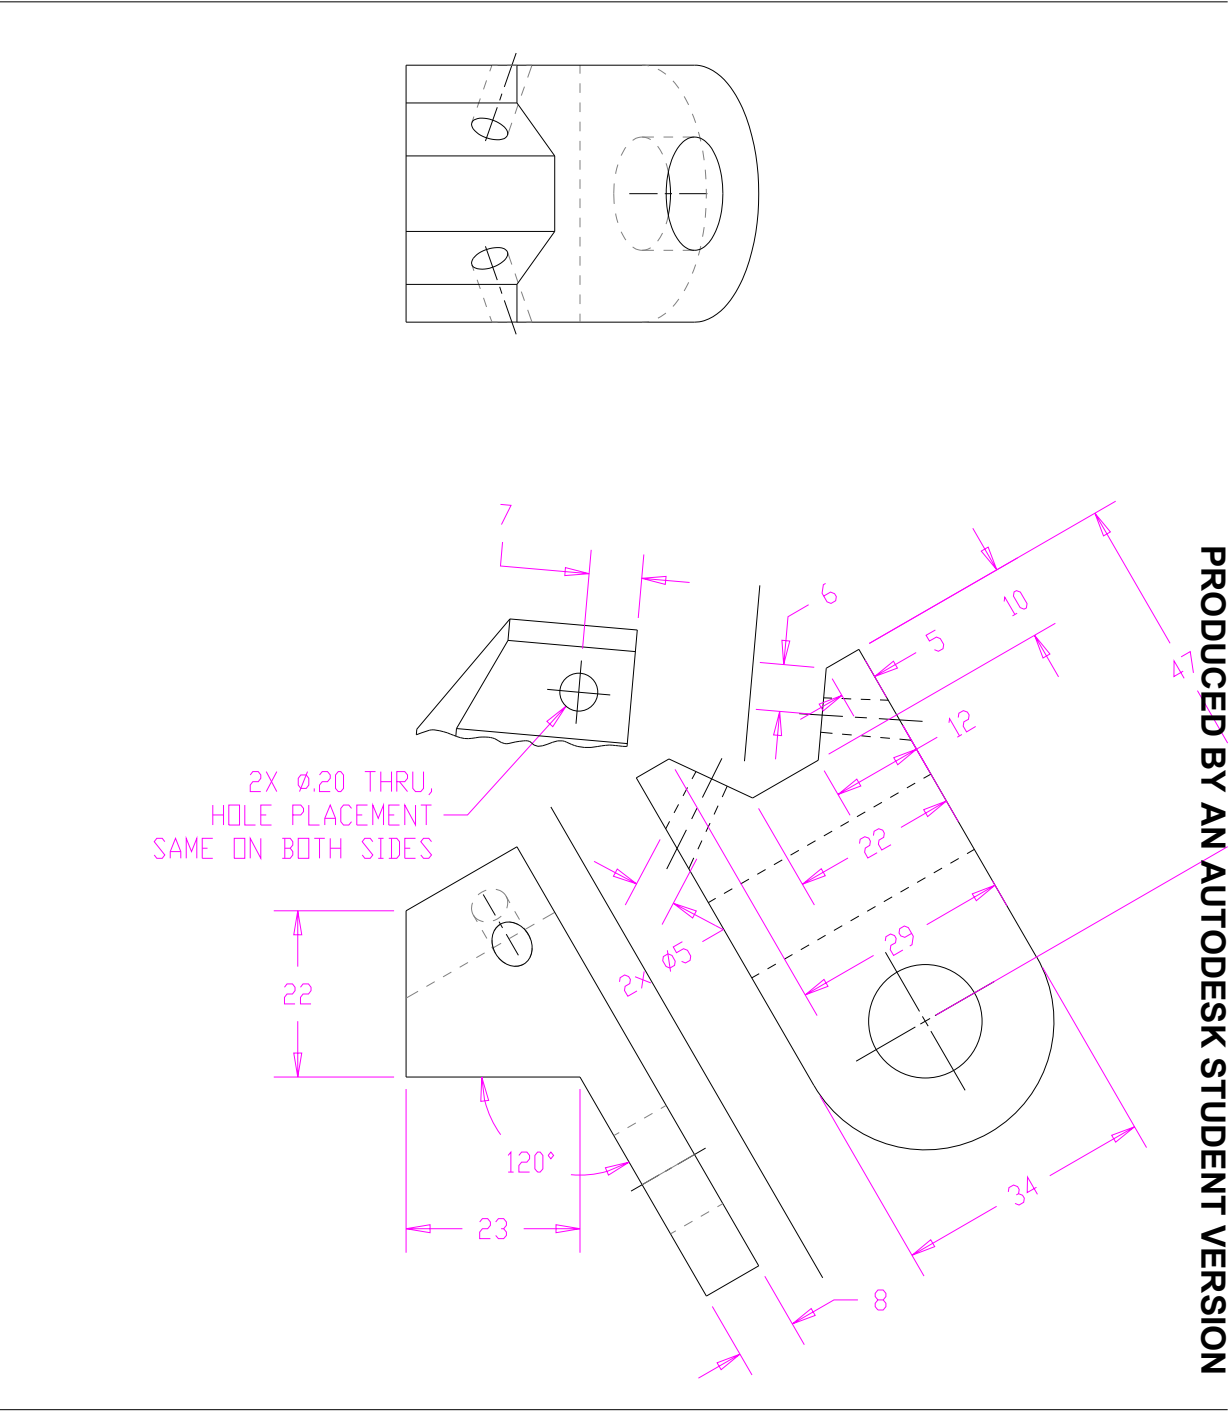 7
6
10
5
47
12
2X Ø.20 THRU,
HOLE PLACEMENT
SAME ON BOTH SIDES
22
29
2X Ø5
22
120°
34
23
8
PRODUCED BY AN AUTODESK STUDENT VERSION